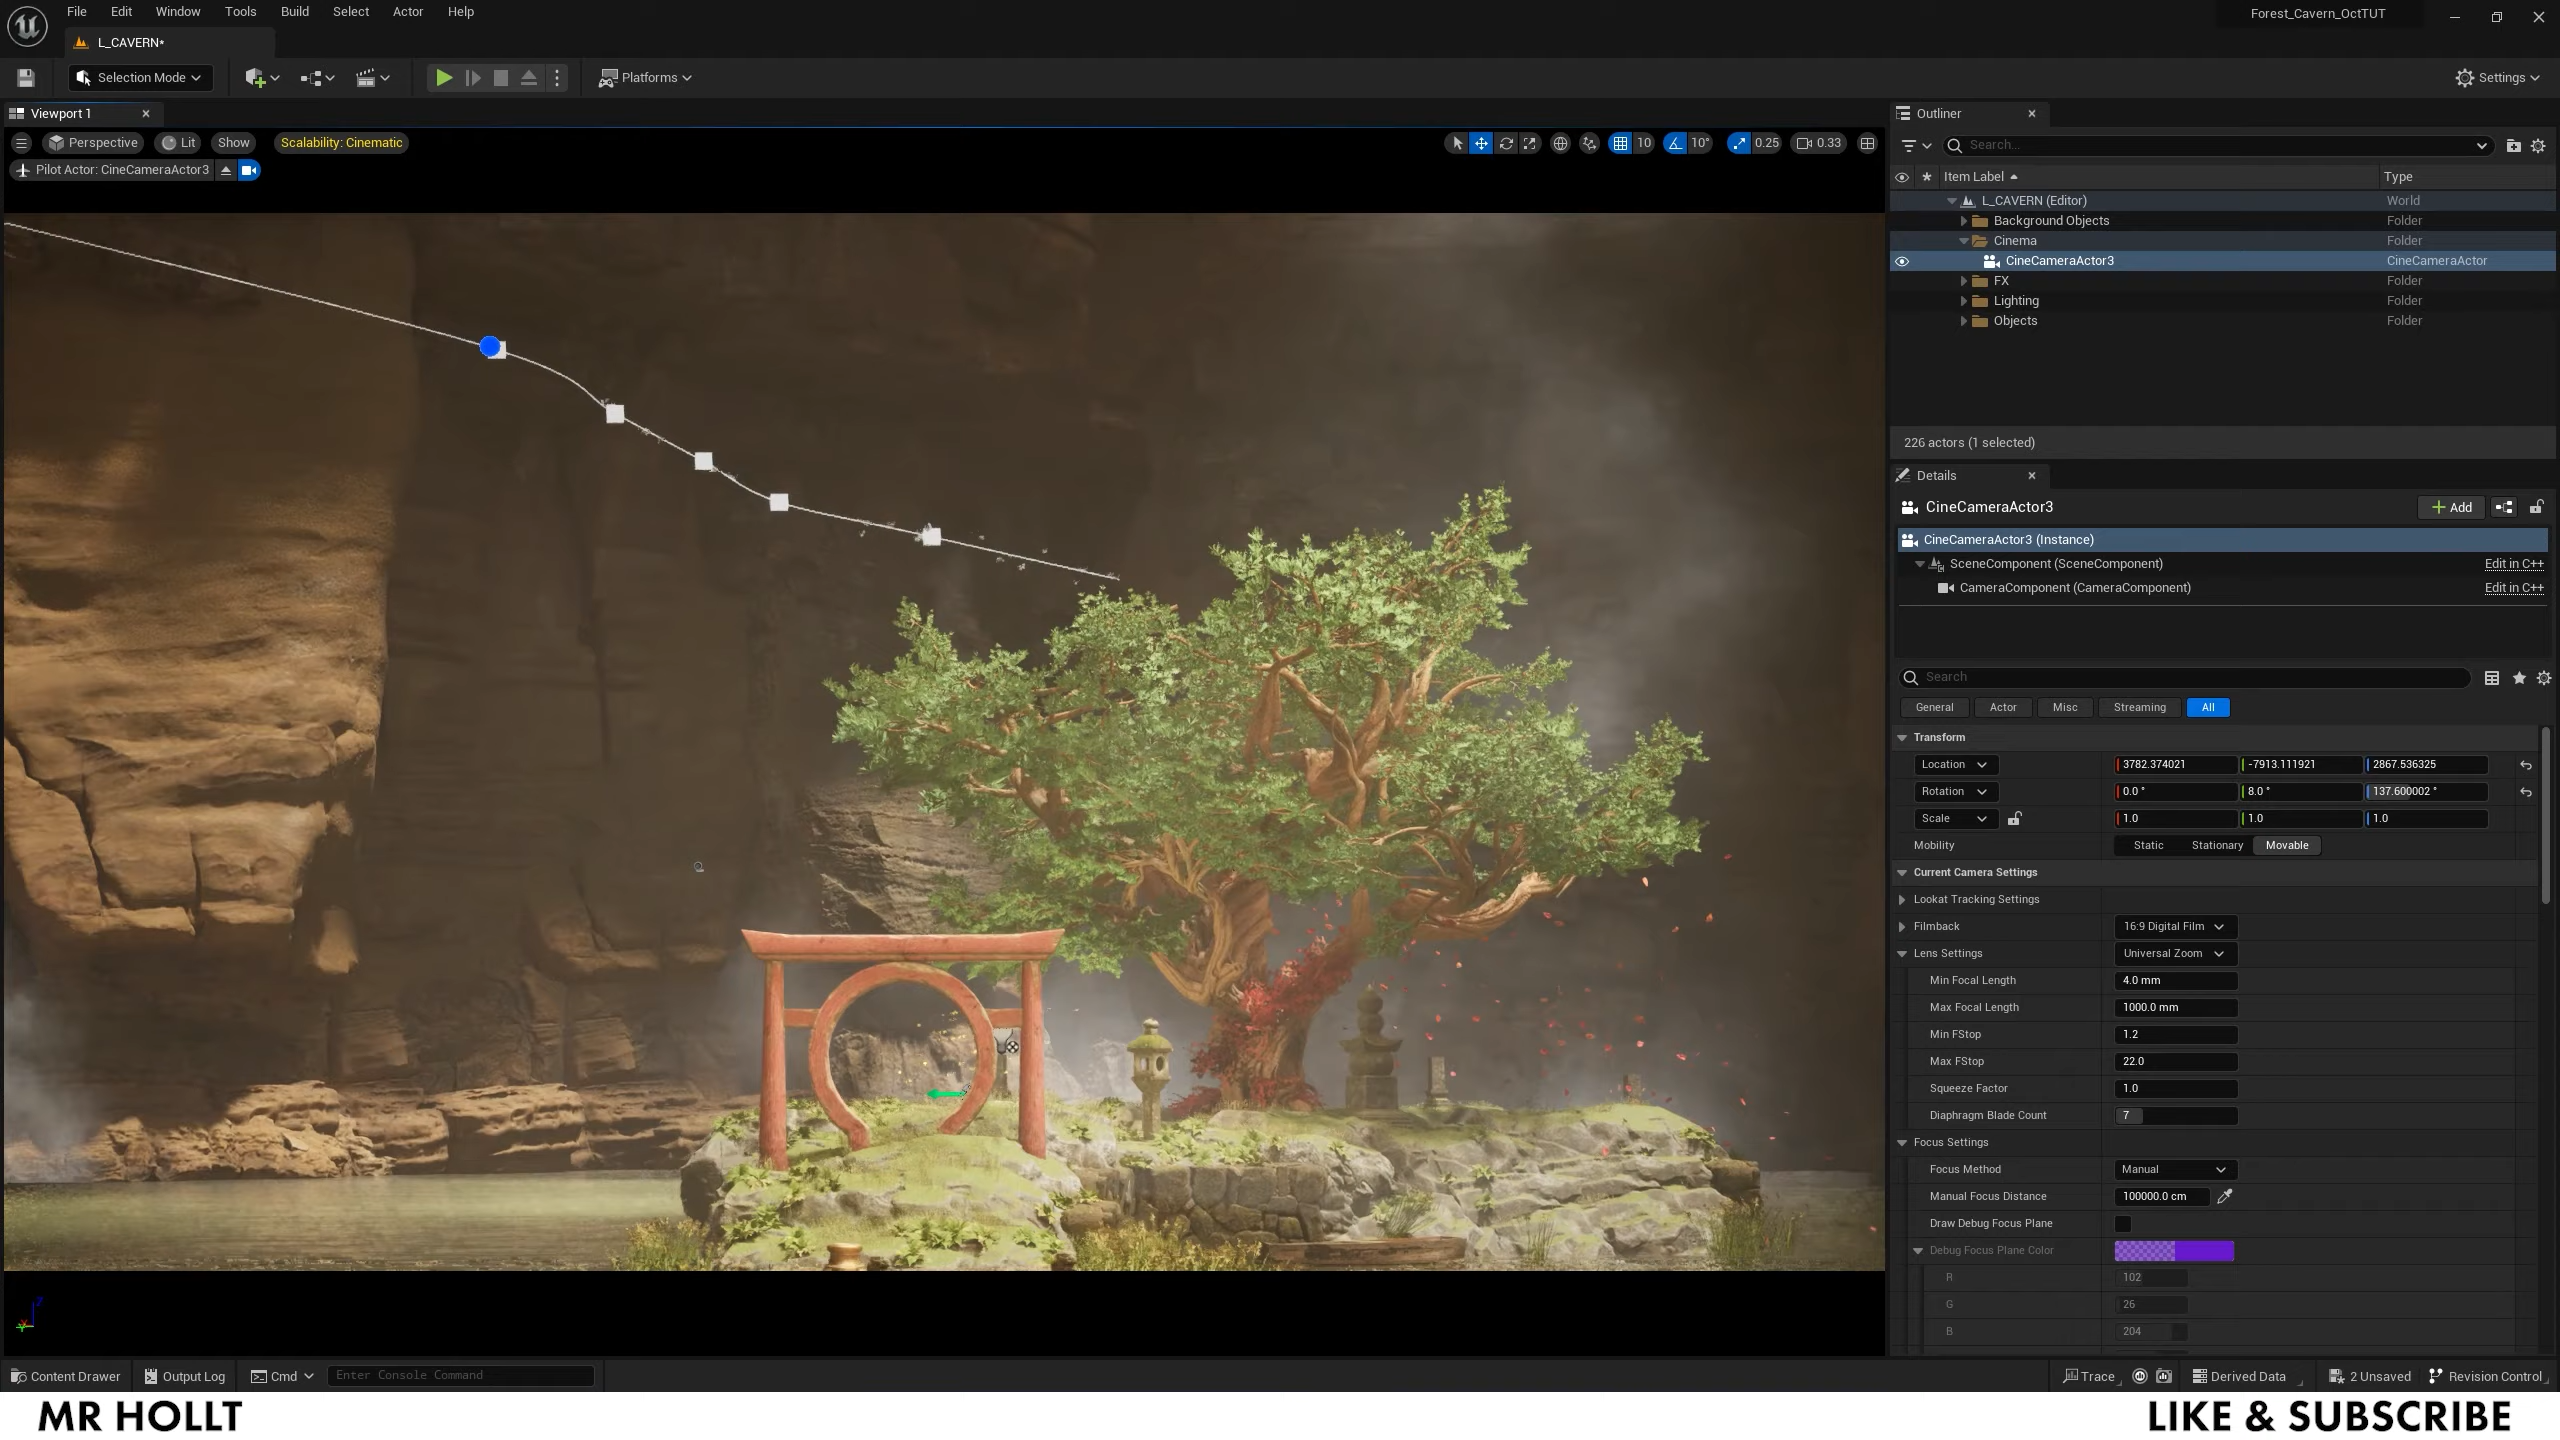 File Edit Window Tools Build Select Actor Help
Forest_Cavern_OctTUT
L_CAVERN*
Selection Mode
Platforms
Settings
Viewport 1
Perspective Lit Show Scalability: Cinematic
10 10° 0.25 0.33
Pilot Actor: CineCameraActor3
Outliner
Search...
Item Label Type
L_CAVERN (Editor) World
Background Objects Folder
Cinema Folder
CineCameraActor3 CineCameraActor
FX Folder
Lighting Folder
Objects Folder
226 actors (1 selected)
Details
CineCameraActor3
Add
CineCameraActor3 (Instance)
SceneComponent (SceneComponent) Edit in C++
CameraComponent (CameraComponent) Edit in C++
Search
General Actor Misc Streaming All
Transform
Location 3782.374021 -7913.111921 2867.536325
Rotation 0.0 ° 8.0 ° 137.600002 °
Scale 1.0 1.0 1.0
Mobility Static Stationary Movable
Current Camera Settings
Lookat Tracking Settings
Filmback 16:9 Digital Film
Lens Settings Universal Zoom
Min Focal Length 4.0 mm
Max Focal Length 1000.0 mm
Min FStop 1.2
Max FStop 22.0
Squeeze Factor 1.0
Diaphragm Blade Count 7
Focus Settings
Focus Method Manual
Manual Focus Distance 100000.0 cm
Draw Debug Focus Plane
Debug Focus Plane Color
R 102
G 26
B 204
Z
Content Drawer Output Log Cmd Enter Console Command
Trace Derived Data 2 Unsaved Revision Control
MR HOLLT
LIKE & SUBSCRIBE